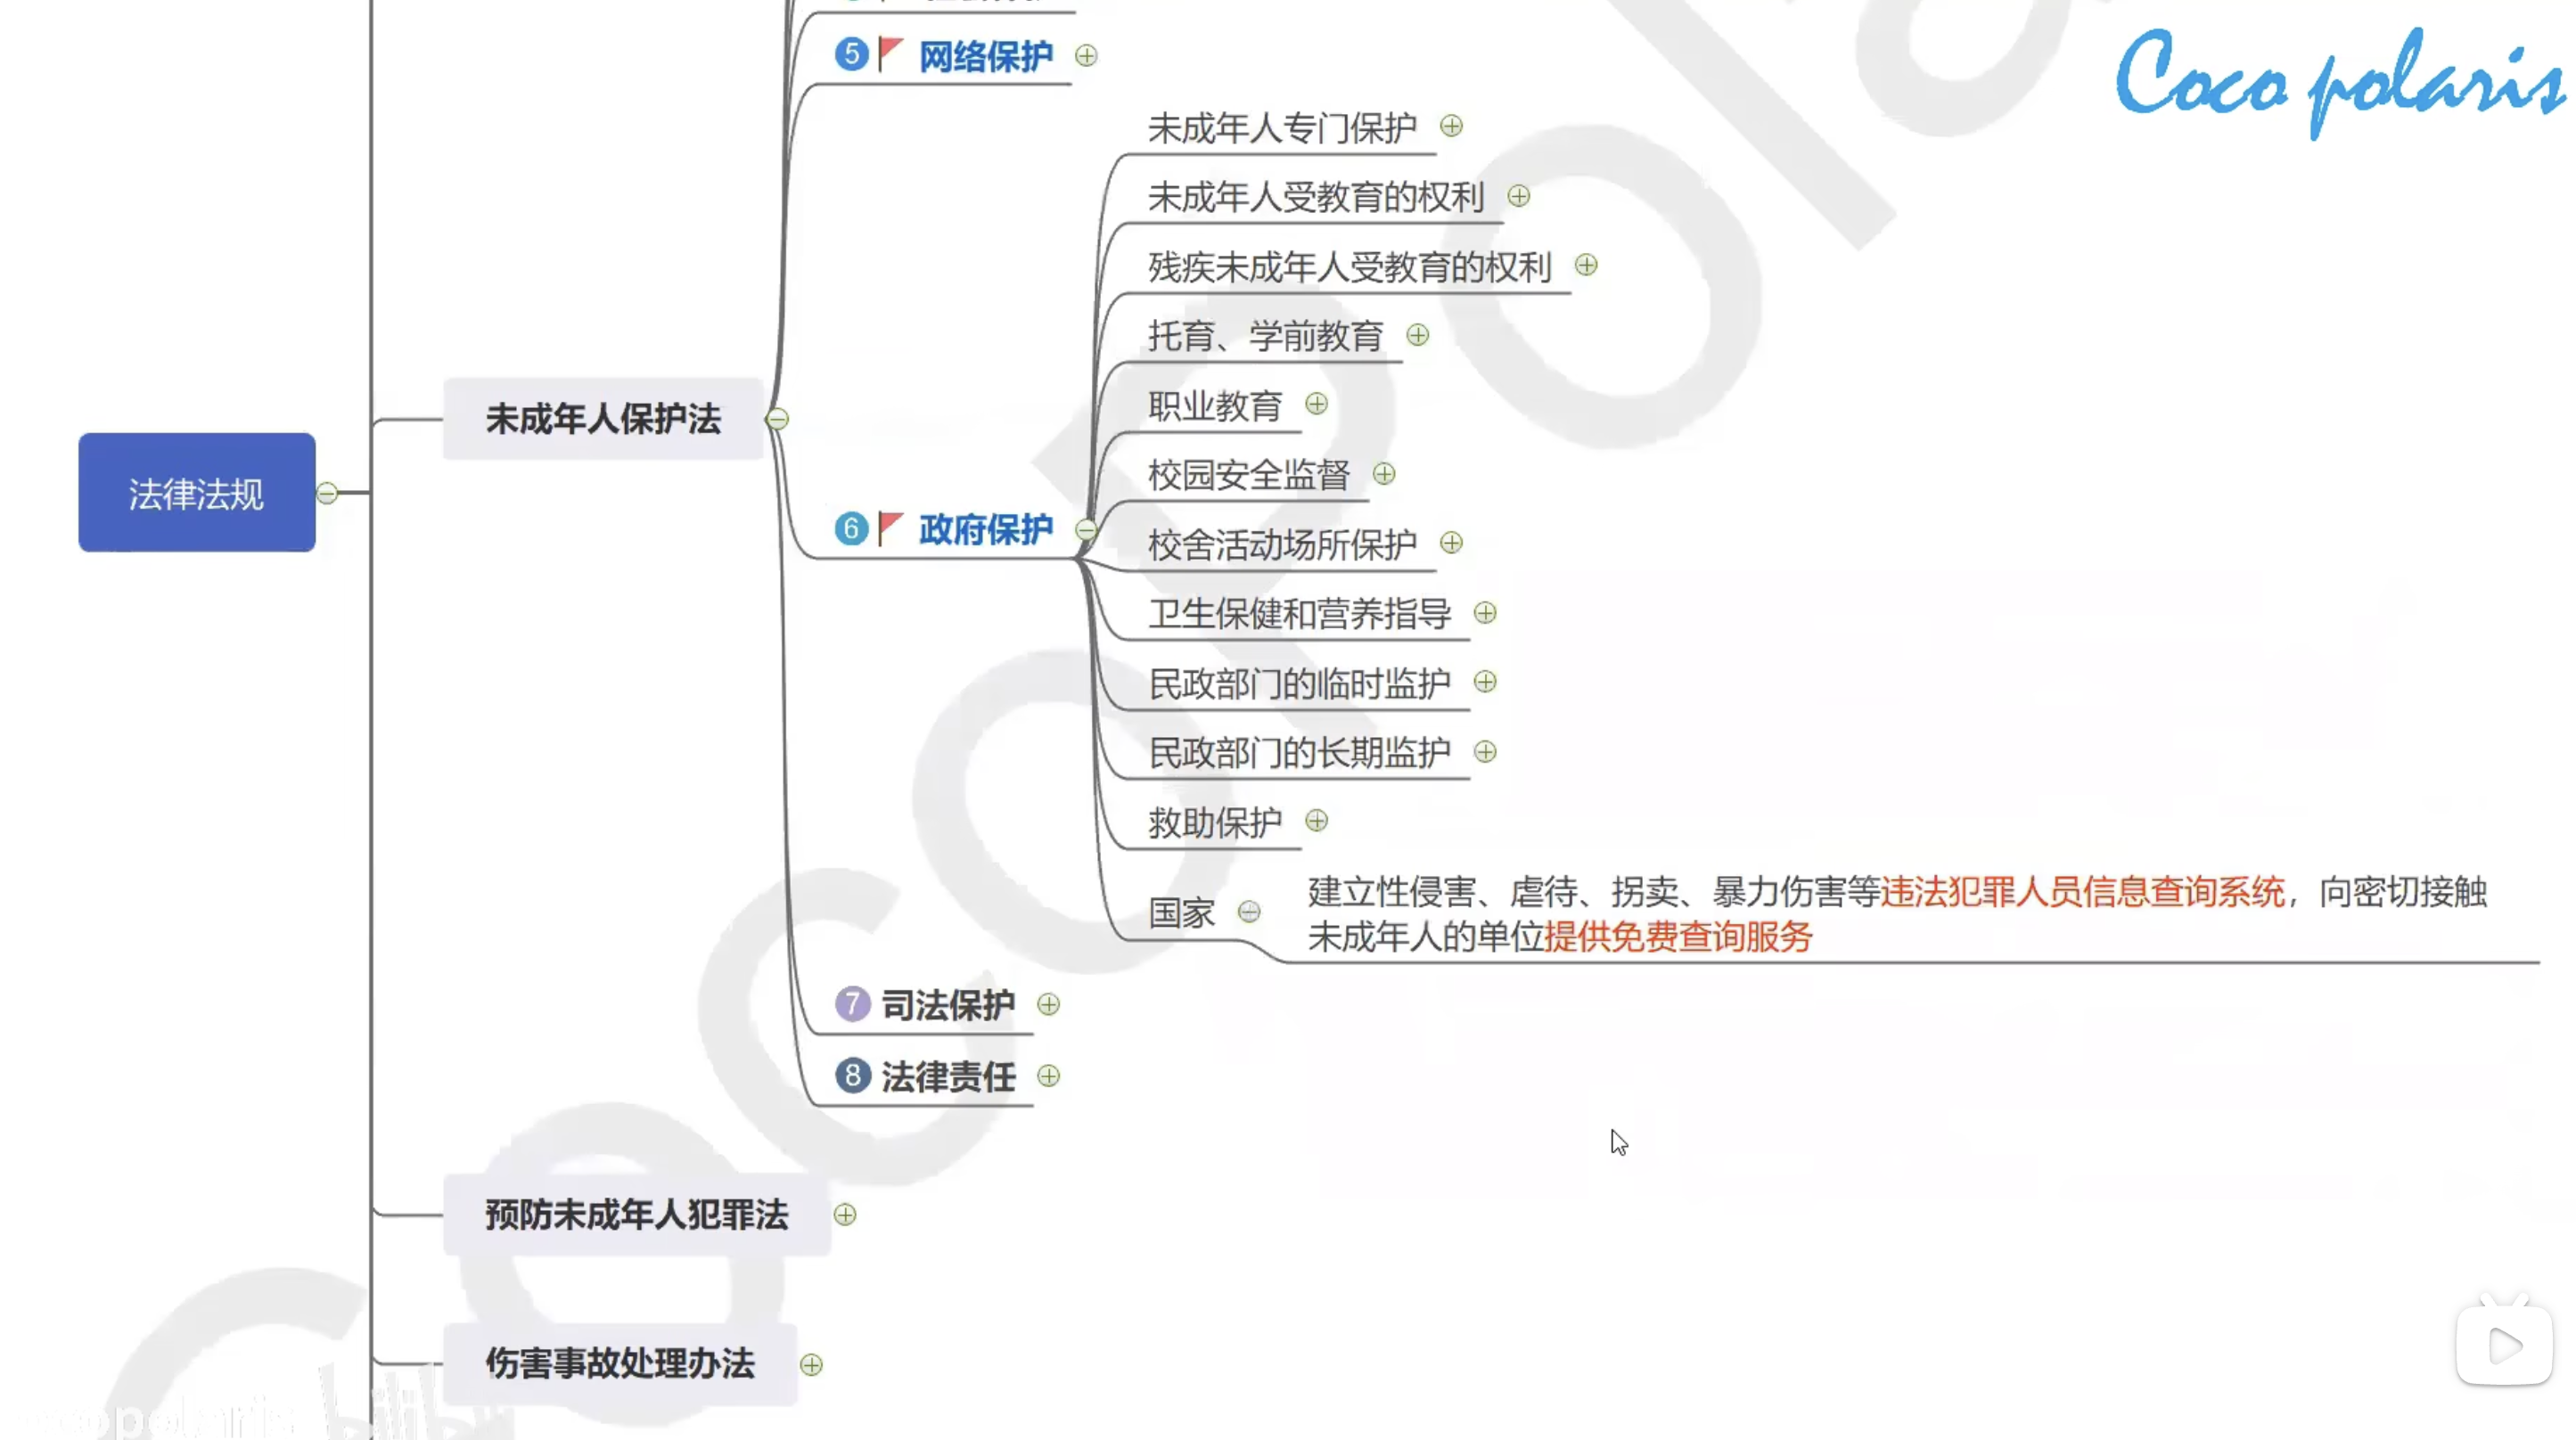 Coco polaris
5 网络保护
未成年人专门保护
未成年人受教育的权利
残疾未成年人受教育的权利
托育、学前教育
职业教育
校园安全监督
校舍活动场所保护
卫生保健和营养指导
民政部门的临时监护
民政部门的长期监护
救助保护
国家
建立性侵害、虐待、拐卖、暴力伤害等违法犯罪人员信息查询系统，向密切接触
未成年人的单位提供免费查询服务
6 政府保护
未成年人保护法
法律法规
7 司法保护
8 法律责任
预防未成年人犯罪法
伤害事故处理办法